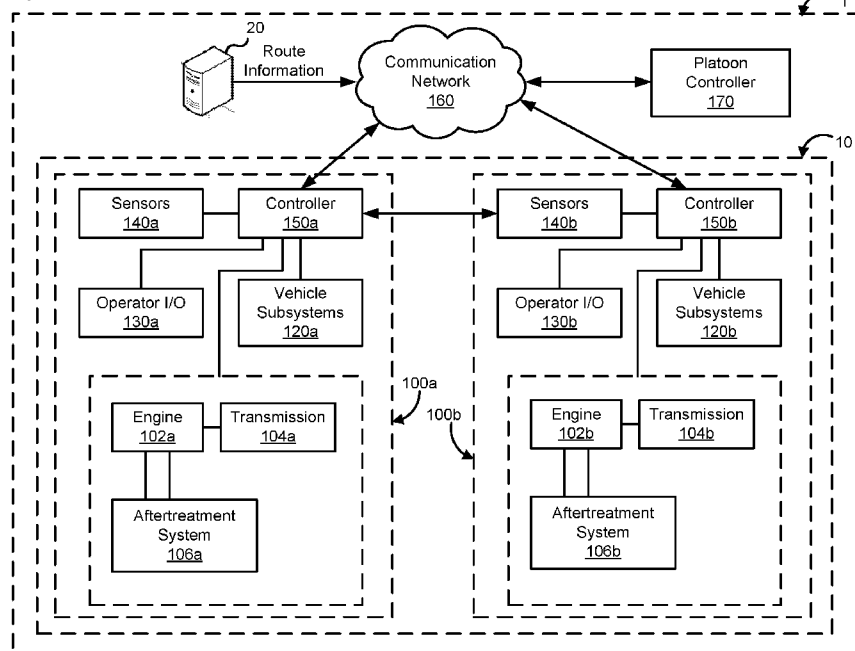 1
20
Route
Information
Communication
Network
160
Platoon
Controller
170
10
Sensors
140a
Controller
150a
Sensors
140b
Controller
150b
Operator I/O
130a
Vehicle
Subsystems
120a
Operator I/O
130b
Vehicle
Subsystems
120b
100a
100b
Engine
102a
Transmission
104a
Engine
102b
Transmission
104b
Aftertreatment
System
106a
Aftertreatment
System
106b